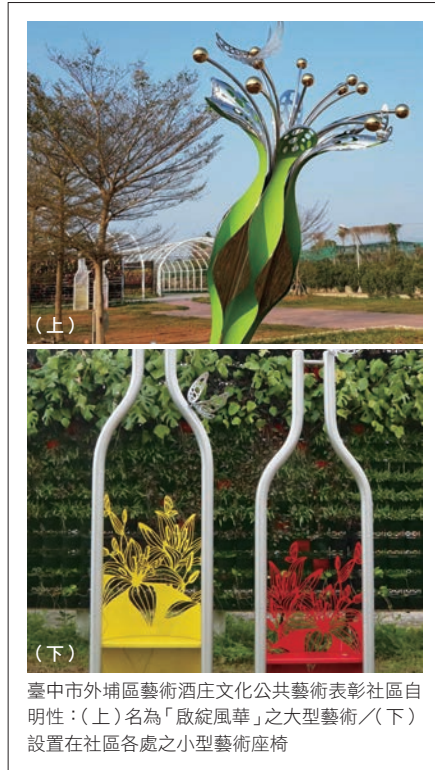 （上）
（下）
臺中市外埔區藝術酒庄文化公共藝術表彰社區自
明性：（上）名為「啟綻風華」之大型藝術／（下）
設置在社區各處之小型藝術座椅